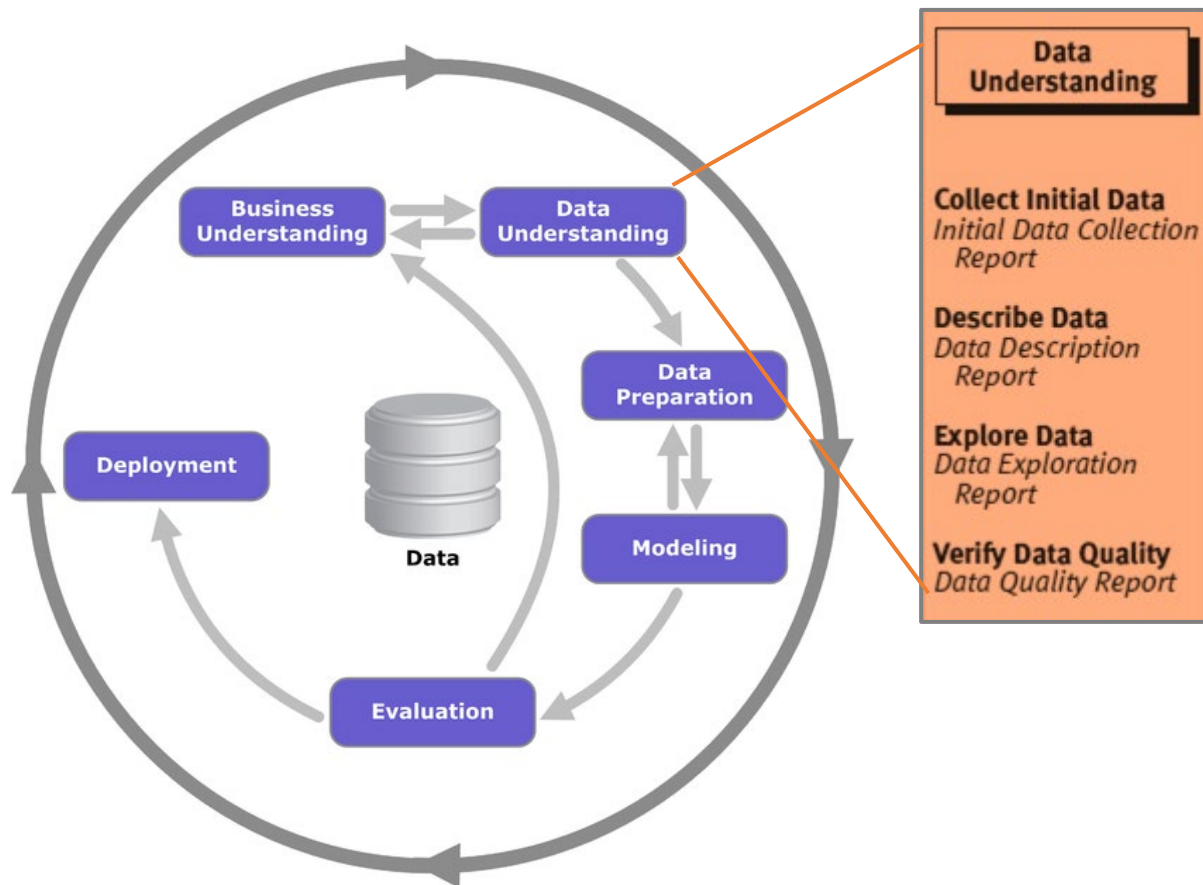 Business
Understanding
Data
Understanding
Data
Preparation
Modeling
Evaluation
Deployment
Data
Data
Understanding
Collect Initial Data
Initial Data Collection
Report
Describe Data
Data Description
Report
Explore Data
Data Exploration
Report
Verify Data Quality
Data Quality Report